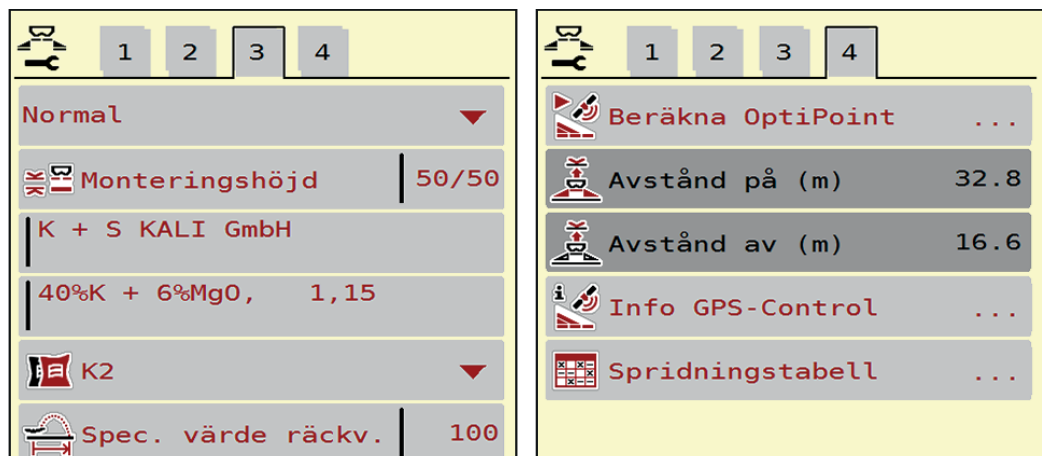 1 2 3 4
Normal
Monteringshöjd 50/50
K + S KALI GmbH
40%K + 6%MgO, 1,15
K2
Spec. värde räckv. 100
1 2 3 4
Beräkna OptiPoint ...
Avstånd på (m) 32.8
Avstånd av (m) 16.6
Info GPS-Control ...
Spridningstabell ...